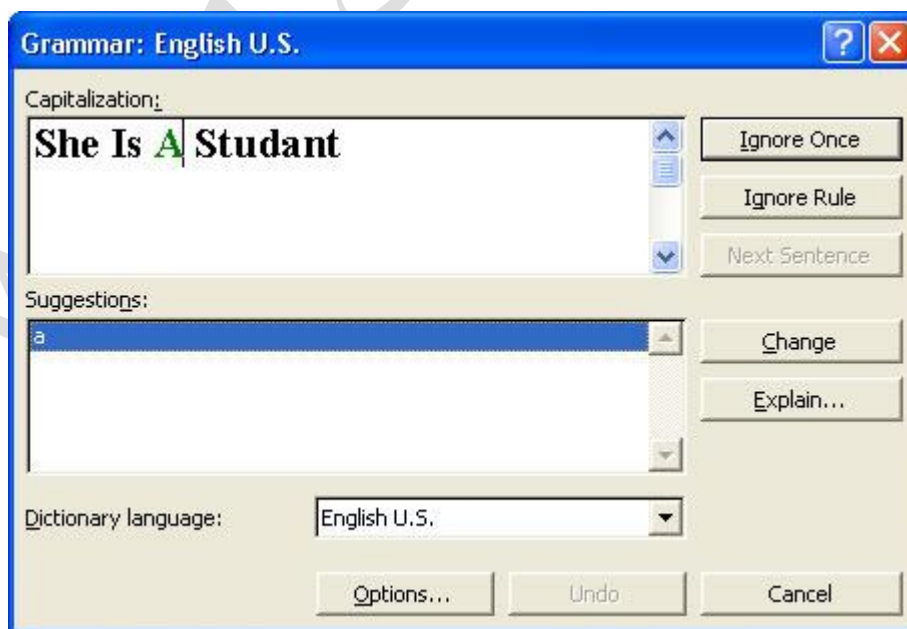 Grammar: English U.S.
Capitalization:
She Is A Studant
Ignore Once
Ignore Rule
Next Sentence
Suggestions:
a
Change
Explain...
Dictionary language: English U.S.
Options... Undo Cancel